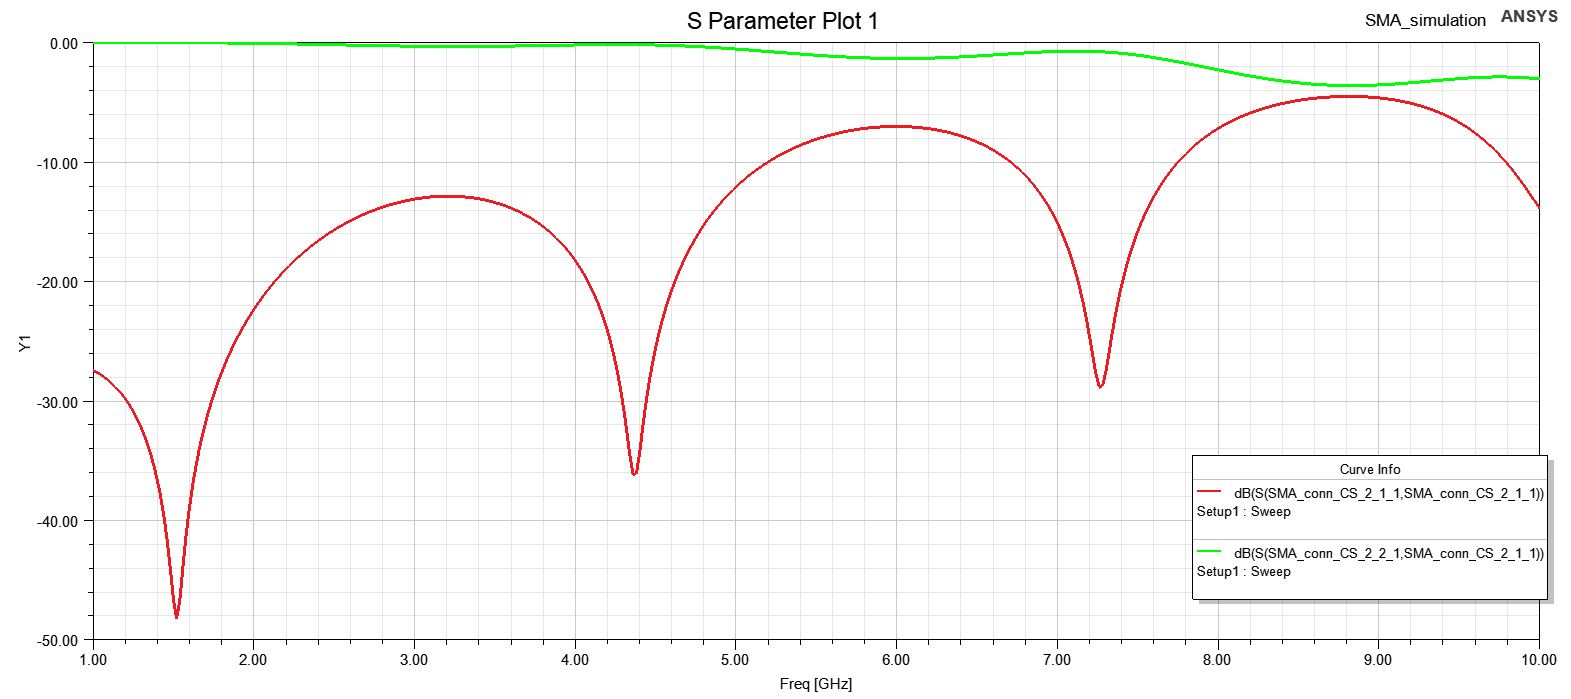 S Parameter Plot 1
SMA_simulation
ANSYS
0.00
-10.00
-20.00
-30.00
-40.00
-50.00
Y1
1.00 2.00 3.00 4.00 5.00 6.00 7.00 8.00 9.00 10.00
Freq [GHz]
Curve Info
dB(S(SMA_conn_CS_2_1_1,SMA_conn_CS_2_1_1))
Setup1 : Sweep
dB(S(SMA_conn_CS_2_2_1,SMA_conn_CS_2_1_1))
Setup1 : Sweep